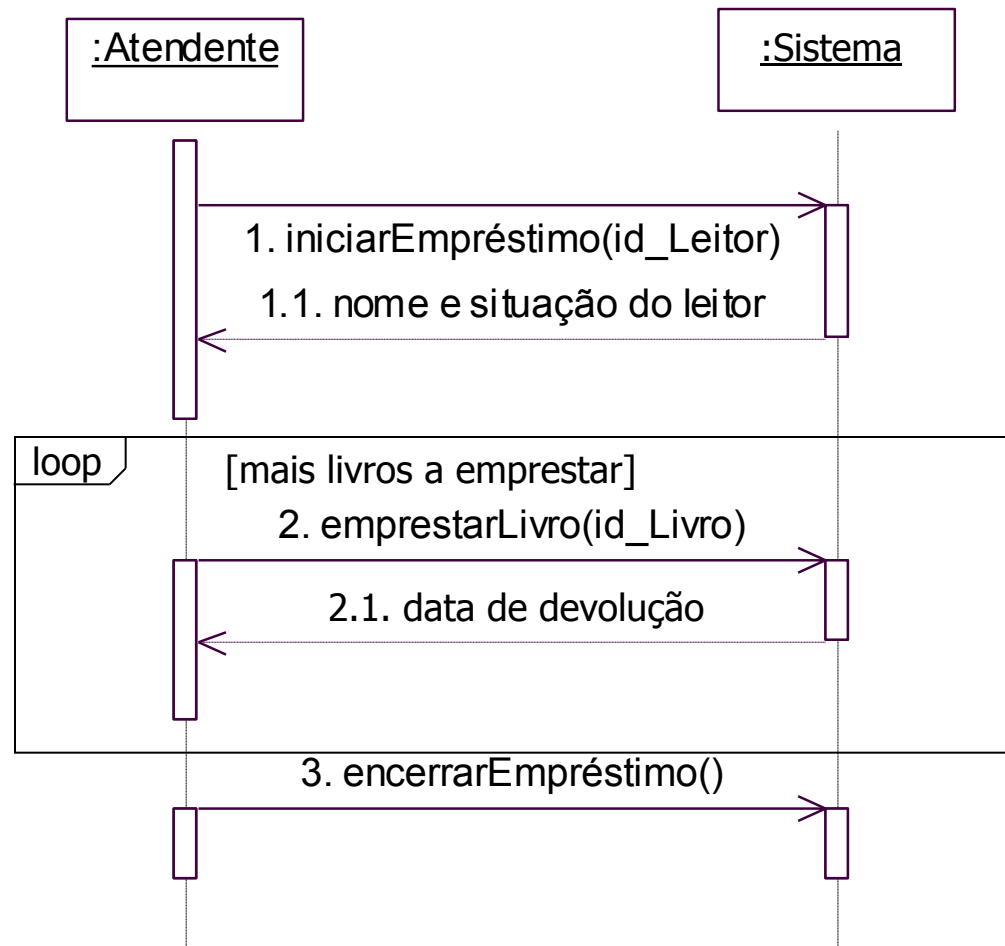 :Atendente
:Sistema
1. iniciarEmpréstimo(id_Leitor)
1.1. nome e situação do leitor
loop
[mais livros a emprestar]
2. emprestarLivro(id_Livro)
2.1. data de devolução
3. encerrarEmpréstimo()